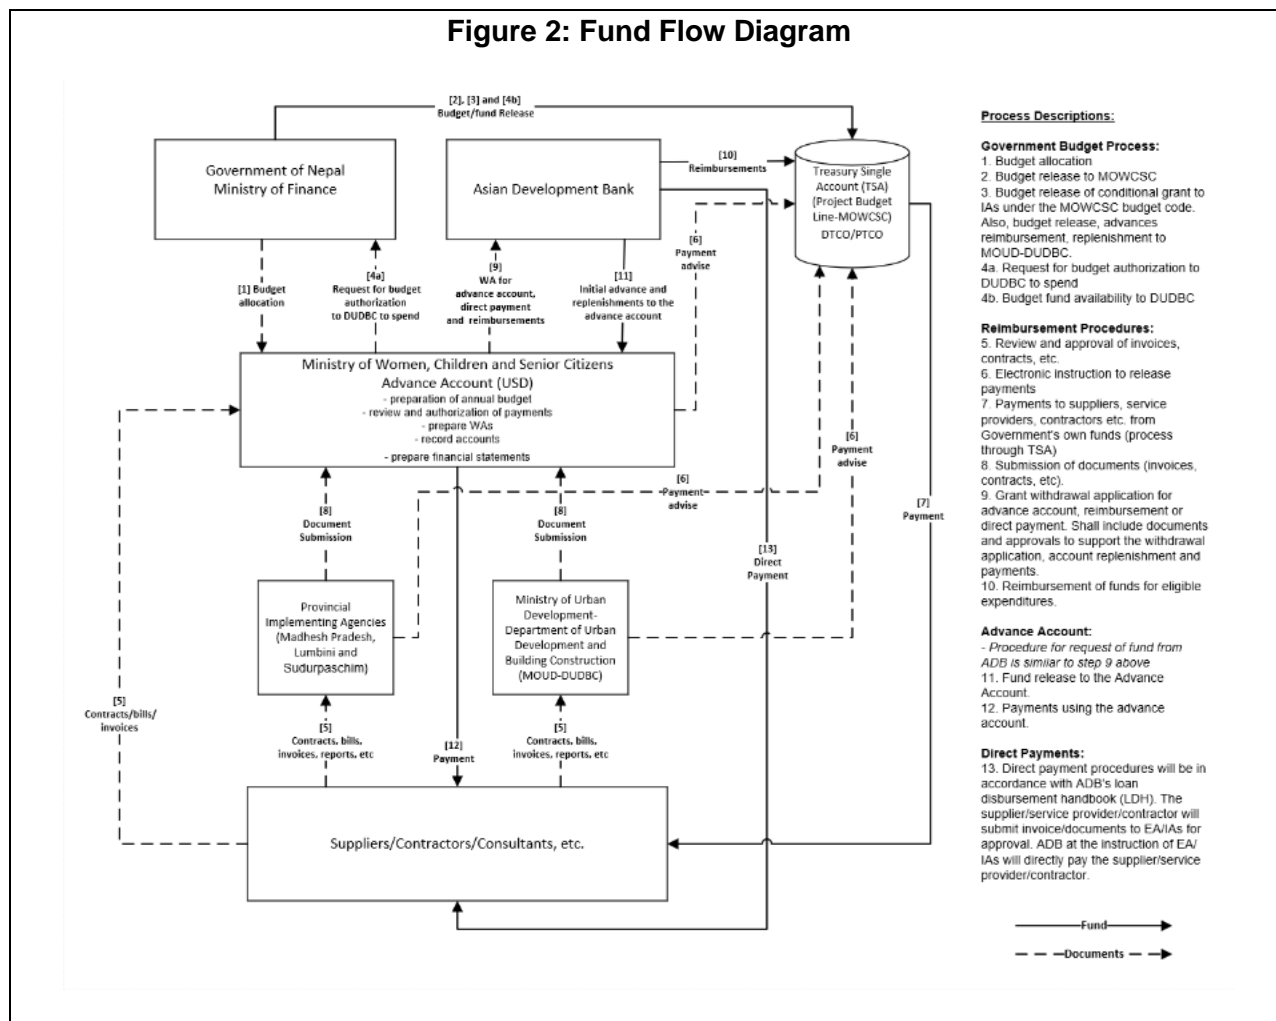 Figure 2: Fund Flow Diagram
[2], [3] and [4b]
Budget/fund Release
Government of Nepal
Ministry of Finance
Asian Development Bank
[10]
Reimbursements
Treasury Single
Account (TSA)
(Project Budget
Line-MOWCSC)
DTCO/PTCO
[6]
Payment
advise
[1] Budget
allocation
[4a]
Request for budget
authorization
to DUDBC to spend
[9]
WA for
advance account,
direct payment
and reimbursements
[11]
Initial advance and
replenishments to the
advance account
Ministry of Women, Children and Senior Citizens
Advance Account (USD)
- preparation of annual budget
- review and authorization of payments
- prepare WAs
- record accounts
- prepare financial statements
[6]
Payment
advise
[6]
Payment
advise
[7]
Payment
[8]
Document
Submission
[8]
Document
Submission
[13]
Direct
Payment
Provincial
Implementing Agencies
(Madhesh Pradesh,
Lumbini and
Sudurpaschim)
Ministry of Urban
Development-
Department of Urban
Development and
Building Construction
(MOUD-DUDBC)
[5]
Contracts/bills/
invoices
[5]
Contracts, bills,
invoices, reports, etc
[12]
Payment
[5]
Contracts, bills,
invoices, reports, etc
Suppliers/Contractors/Consultants, etc.
Process Descriptions:
Government Budget Process:
1. Budget allocation
2. Budget release to MOWCSC
3. Budget release of conditional grant to
IAs under the MOWCSC budget code.
Also, budget release, advances
reimbursement, replenishment to
MOUD-DUDBC.
4a. Request for budget authorization to
DUDBC to spend
4b. Budget fund availability to DUDBC
Reimbursement Procedures:
5. Review and approval of invoices,
contracts, etc.
6. Electronic instruction to release
payments
7. Payments to suppliers, service
providers, contractors etc. from
Government's own funds (process
through TSA)
8. Submission of documents (invoices,
contracts, etc).
9. Grant withdrawal application for
advance account, reimbursement or
direct payment. Shall include documents
and approvals to support the withdrawal
application, account replenishment and
payments.
10. Reimbursement of funds for eligible
expenditures.
Advance Account:
- Procedure for request of fund from
ADB is similar to step 9 above
11. Fund release to the Advance
Account.
12. Payments using the advance
account.
Direct Payments:
13. Direct payment procedures will be in
accordance with ADB's loan
disbursement handbook (LDH). The
supplier/service provider/contractor will
submit invoice/documents to EA/IAs for
approval. ADB at the instruction of EA/
IAs will directly pay the supplier/service
provider/contractor.
Fund
Documents